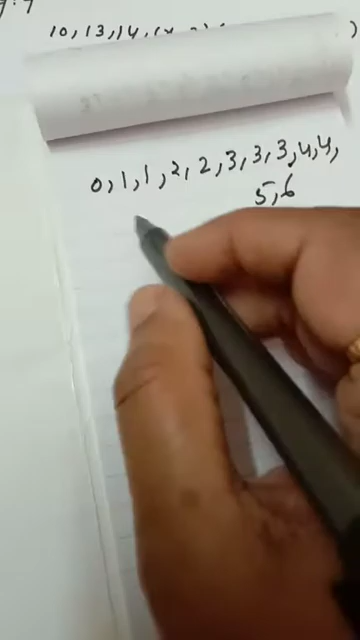 10, 13, 14, (
0, 1, 1, 2, 2, 3, 3, 3, 4, 4,
5, 6